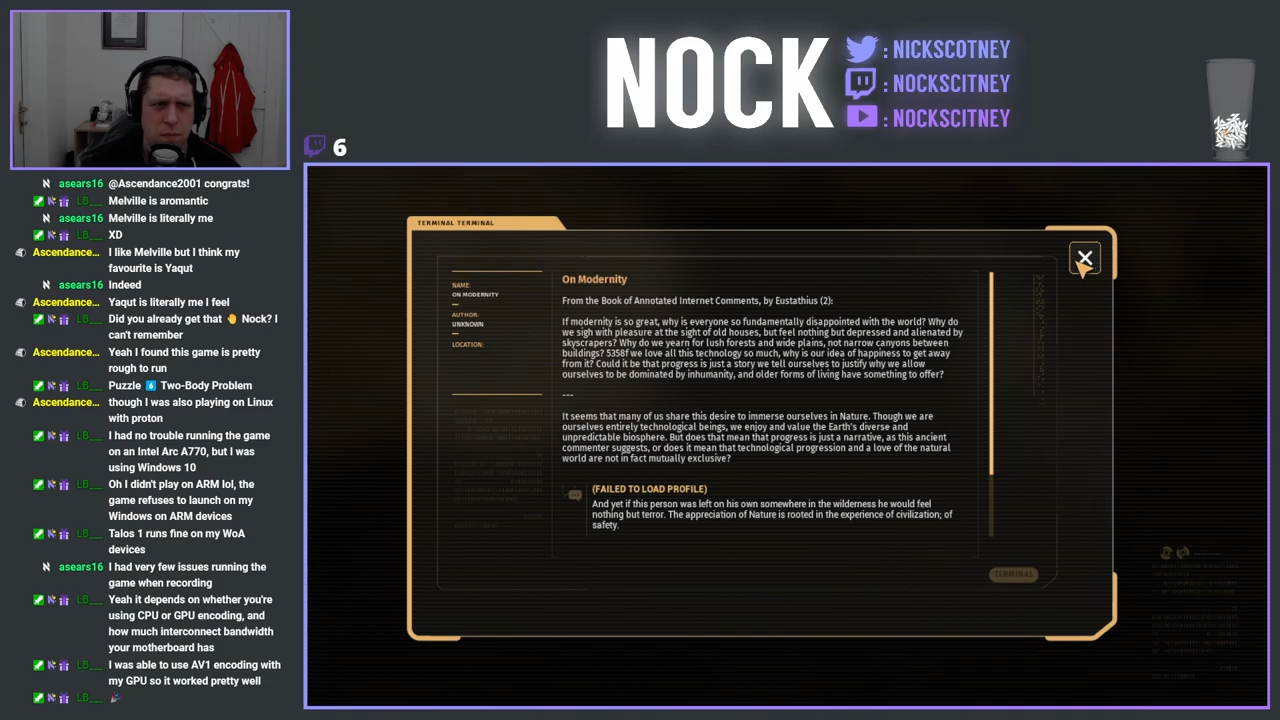 NOCK
: NICKSCOTNEY
: NOCKSCITNEY
: NOCKSCITNEY
6
asears16 @Ascendance2001 congrats!
LB__ Melville is aromantic
asears16 Melville is literally me
LB__ XD
Ascendance... I like Melville but I think my
favourite is Yaqut
asears16 Indeed
Ascendance... Yaqut is literally me I feel
LB__ Did you already get that 🤚 Nock? I
can't remember
Ascendance... Yeah I found this game is pretty
rough to run
LB__ Puzzle 6️⃣ Two-Body Problem
Ascendance... though I was also playing on Linux
with proton
LB__ I had no trouble running the game
on an Intel Arc A770, but I was
using Windows 10
LB__ Oh I didn't play on ARM lol, the
game refuses to launch on my
Windows on ARM devices
LB__ Talos 1 runs fine on my WoA
devices
asears16 I had very few issues running the
game when recording
LB__ Yeah it depends on whether you're
using CPU or GPU encoding, and
how much interconnect bandwidth
your motherboard has
LB__ I was able to use AV1 encoding with
my GPU so it worked pretty well
LB__ 🎉
TERMINAL TERMINAL
NAME:
ON MODERNITY
AUTHOR:
UNKNOWN
LOCATION:
On Modernity
From the Book of Annotated Internet Comments, by Eustathius (2):
If modernity is so great, why is everyone so fundamentally disappointed with the world? Why do
we sigh with pleasure at the sight of old houses, but feel nothing but depressed and alienated by
skyscrapers? Why do we yearn for lush forests and wide plains, not narrow canyons between
buildings? 5358f we love all this technology so much, why is our idea of happiness to get away
from it? Could it be that progress is just a story we tell ourselves to justify why we allow
ourselves to be dominated by inhumanity, and older forms of living have something to offer?
---
It seems that many of us share this desire to immerse ourselves in Nature. Though we are
ourselves entirely technological beings, we enjoy and value the Earth's diverse and
unpredictable biosphere. But does that mean that progress is just a narrative, as this ancient
commenter suggests, or does it mean that technological progression and a love of the natural
world are not in fact mutually exclusive?
(FAILED TO LOAD PROFILE)
And yet if this person was left on his own somewhere in the wilderness he would feel
nothing but terror. The appreciation of Nature is rooted in the experience of civilization; of
safety.
TERMINAL